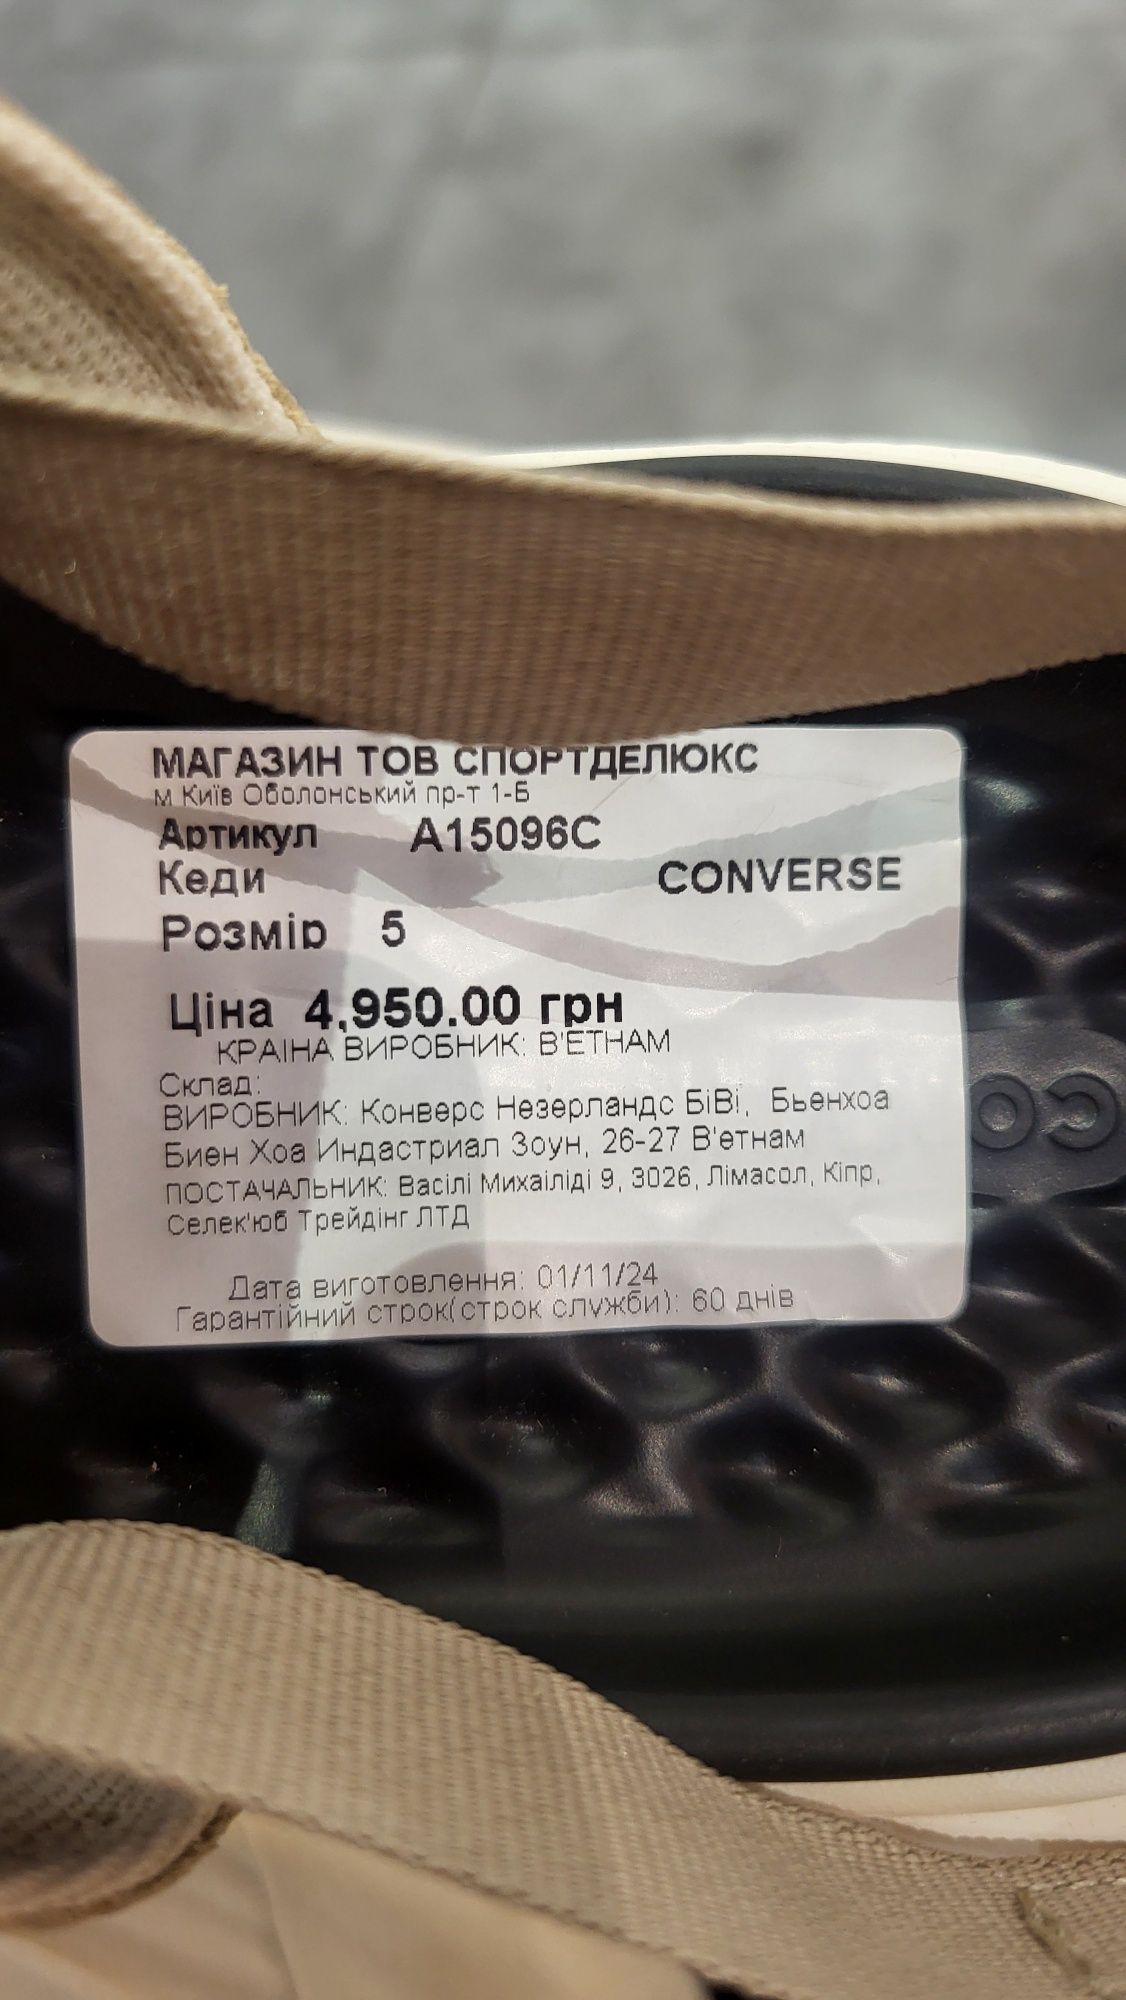 МАГАЗИН ТОВ СПОРТДЕЛЮКС
м Київ Оболонський пр-т 1-Б
Артикул A15096C
Кеди CONVERSE
Розмір 5
Ціна 4,950.00 грн
КРАІНА ВИРОБНИК: В'ЕТНАМ
Склад:
ВИРОБНИК: Конверс Незерландс БіВі, Бьенхоа
Биен Хоа Индастриал Зоун, 26-27 В'етнам
ПОСТАЧАЛЬНИК: Васілі Михаіліді 9, 3026, Лімасол, Кіпр,
Селек'юб Трейдінг ЛТД
Дата виготовлення: 01/11/24
Гарантійний строк(строк служби): 60 днів